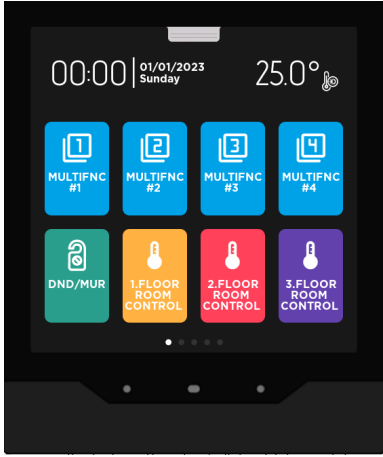 00:00
01/01/2023
Sunday
25.0°
1
MULTIFNC
#1
2
MULTIFNC
#2
3
MULTIFNC
#3
4
MULTIFNC
#4
DND/MUR
1.FLOOR
ROOM
CONTROL
2.FLOOR
ROOM
CONTROL
3.FLOOR
ROOM
CONTROL